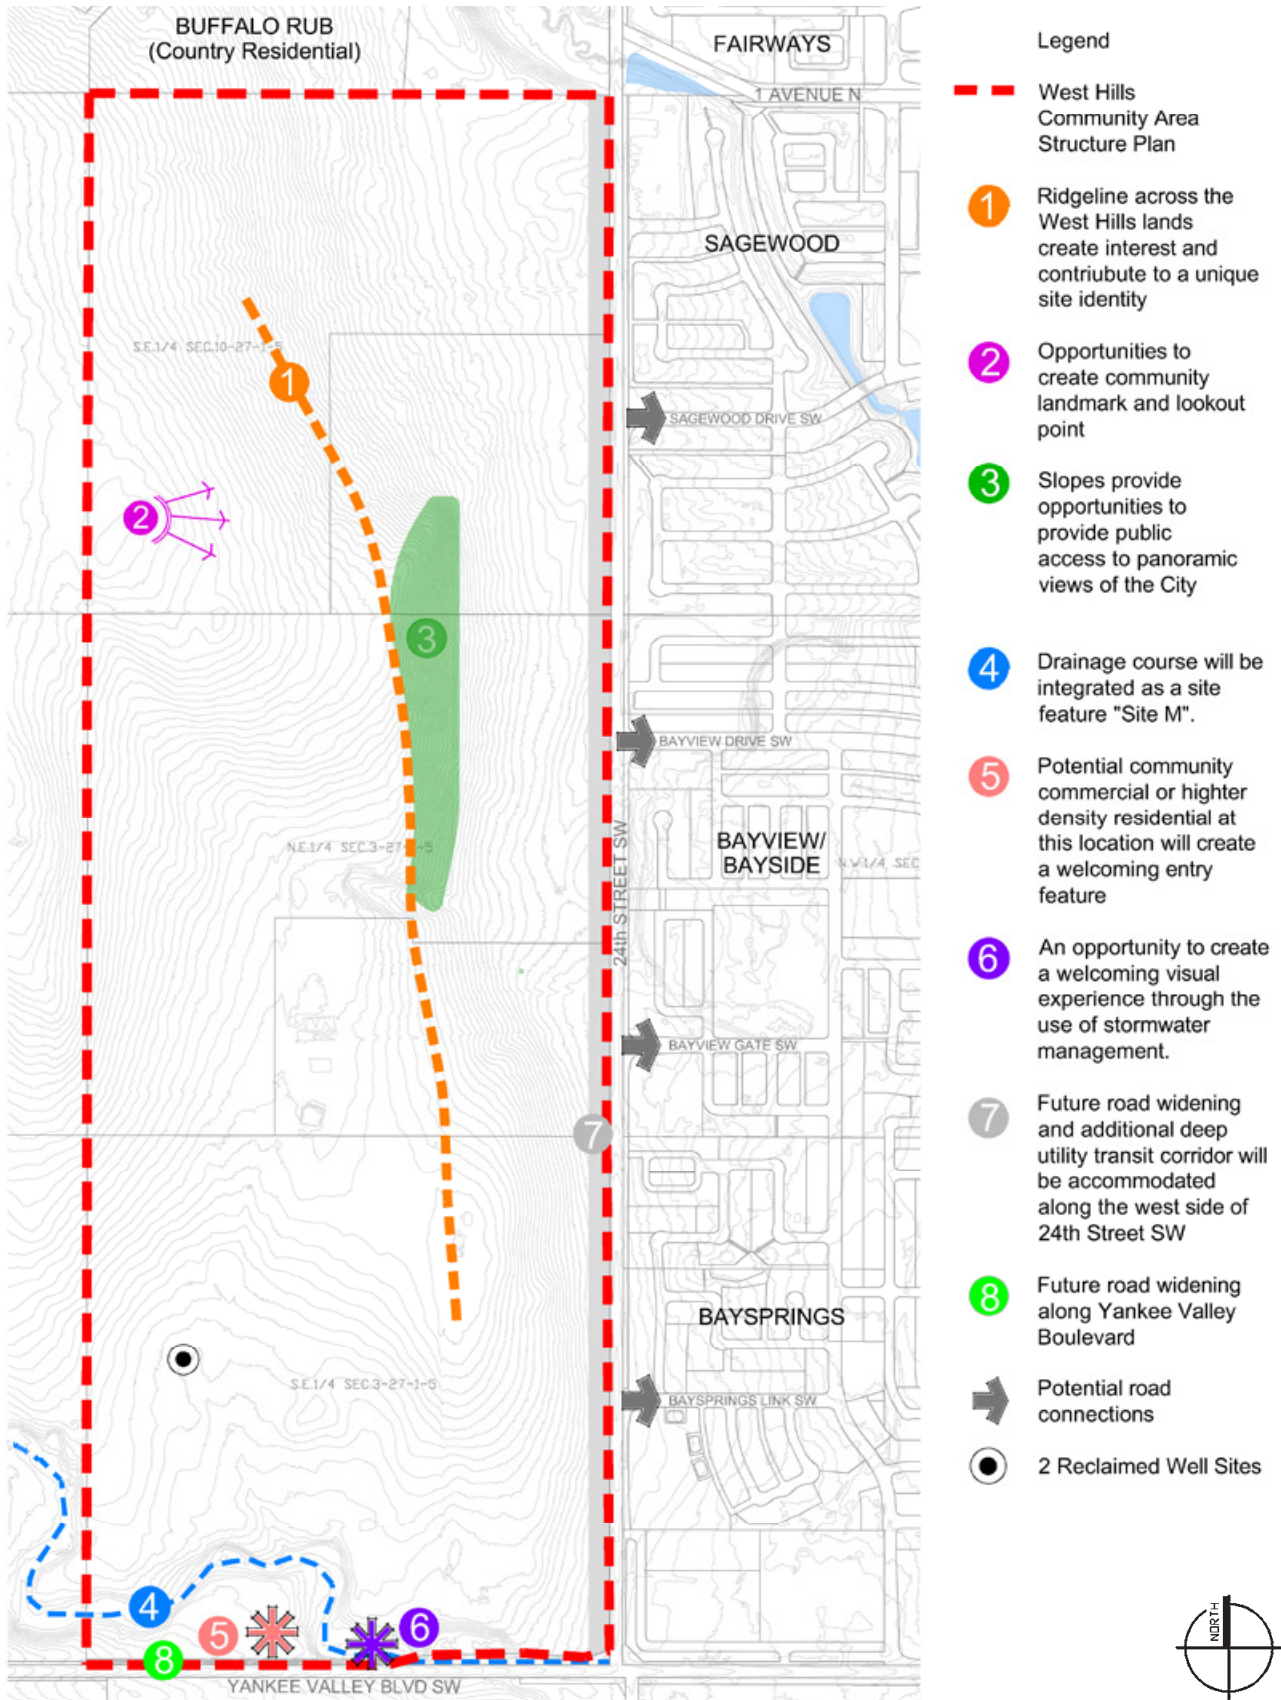 BUFFALO RUB
(Country Residential)
FAIRWAYS
1 AVENUE N
SAGEWOOD
S.E.1/4 SEC.10-27-1-5
1
SAGEWOOD DRIVE SW
2
3
BAYVIEW DRIVE SW
24th STREET SW
BAYVIEW/
BAYSIDE
N.E.1/4 SEC.3-27-1-5
N.W.1/4 SEC
BAYVIEW GATE SW
7
BAYSPRINGS
S.E.1/4 SEC.3-27-1-5
BAYSPRINGS LINK SW
4
5
6
8
YANKEE VALLEY BLVD SW
Legend
West Hills
Community Area
Structure Plan
1
Ridgeline across the
West Hills lands
create interest and
contriubute to a unique
site identity
2
Opportunities to
create community
landmark and lookout
point
3
Slopes provide
opportunities to
provide public
access to panoramic
views of the City
4
Drainage course will be
integrated as a site
feature "Site M".
5
Potential community
commercial or highter
density residential at
this location will create
a welcoming entry
feature
6
An opportunity to create
a welcoming visual
experience through the
use of stormwater
management.
7
Future road widening
and additional deep
utility transit corridor will
be accommodated
along the west side of
24th Street SW
8
Future road widening
along Yankee Valley
Boulevard
Potential road
connections
2 Reclaimed Well Sites
NORTH